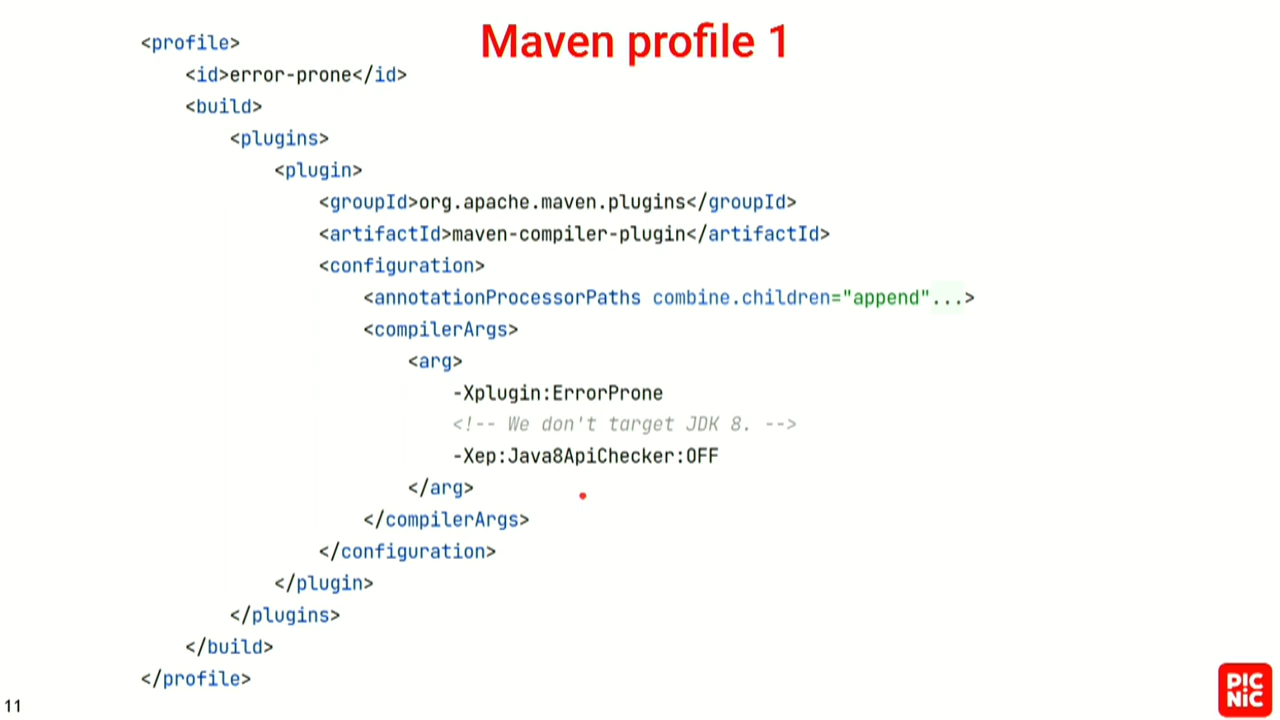 Maven profile 1
<profile>
<id>error-prone</id>
<build>
<plugins>
<plugin>
<groupId>org.apache.maven.plugins</groupId>
<artifactId>maven-compiler-plugin</artifactId>
<configuration>
<annotationProcessorPaths combine.children="append"...>
<compilerArgs>
<arg>
-Xplugin:ErrorProne
<!-- We don't target JDK 8. -->
-Xep:Java8ApiChecker:OFF
</arg>
</compilerArgs>
</configuration>
</plugin>
</plugins>
</build>
</profile>
11
PIC
NIC